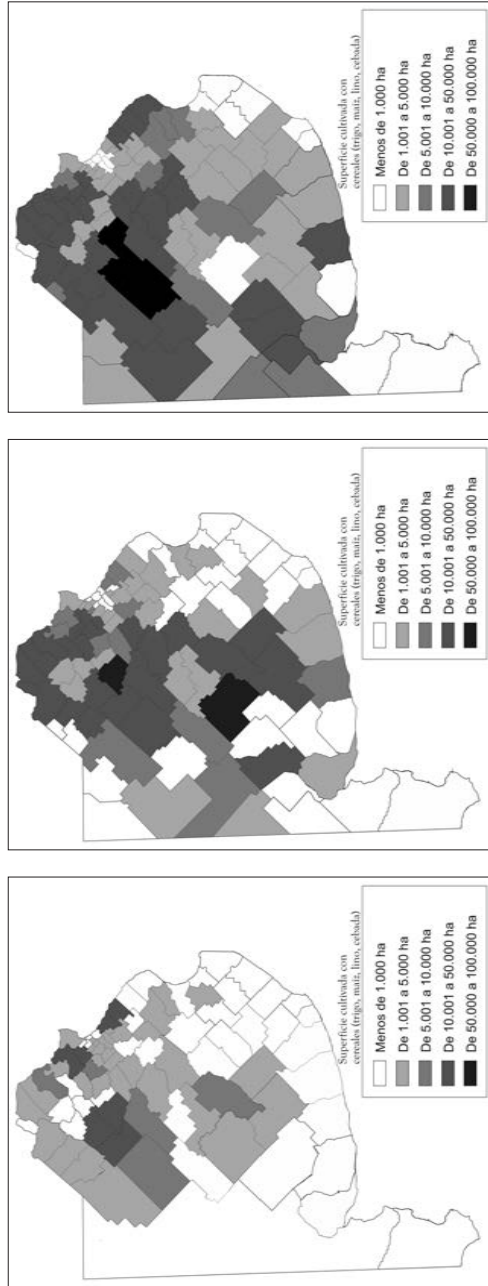 Superficie cultivada con
cereales (trigo, maíz, lino, cebada)
Menos de 1.000 ha
De 1.001 a 5.000 ha
De 5.001 a 10.000 ha
De 10.001 a 50.000 ha
De 50.000 a 100.000 ha
Superficie cultivada con
cereales (trigo, maíz, lino, cebada)
Menos de 1.000 ha
De 1.001 a 5.000 ha
De 5.001 a 10.000 ha
De 10.001 a 50.000 ha
De 50.000 a 100.000 ha
Superficie cultivada con
cereales (trigo, maíz, lino, cebada)
Menos de 1.000 ha
De 1.001 a 5.000 ha
De 5.001 a 10.000 ha
De 10.001 a 50.000 ha
De 50.000 a 100.000 ha